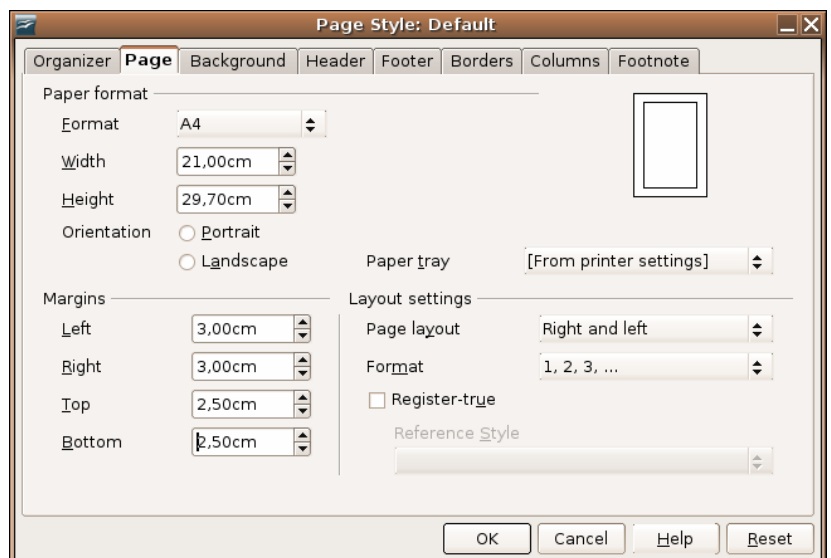 Page Style: Default
Organizer Page Background Header Footer Borders Columns Footnote
Paper format
Format A4
Width 21,00cm
Height 29,70cm
Orientation Portrait
Landscape
Paper tray [From printer settings]
Margins
Left 3,00cm
Right 3,00cm
Top 2,50cm
Bottom 2,50cm
Layout settings
Page layout Right and left
Format 1, 2, 3, ...
Register-true
Reference Style
OK Cancel Help Reset